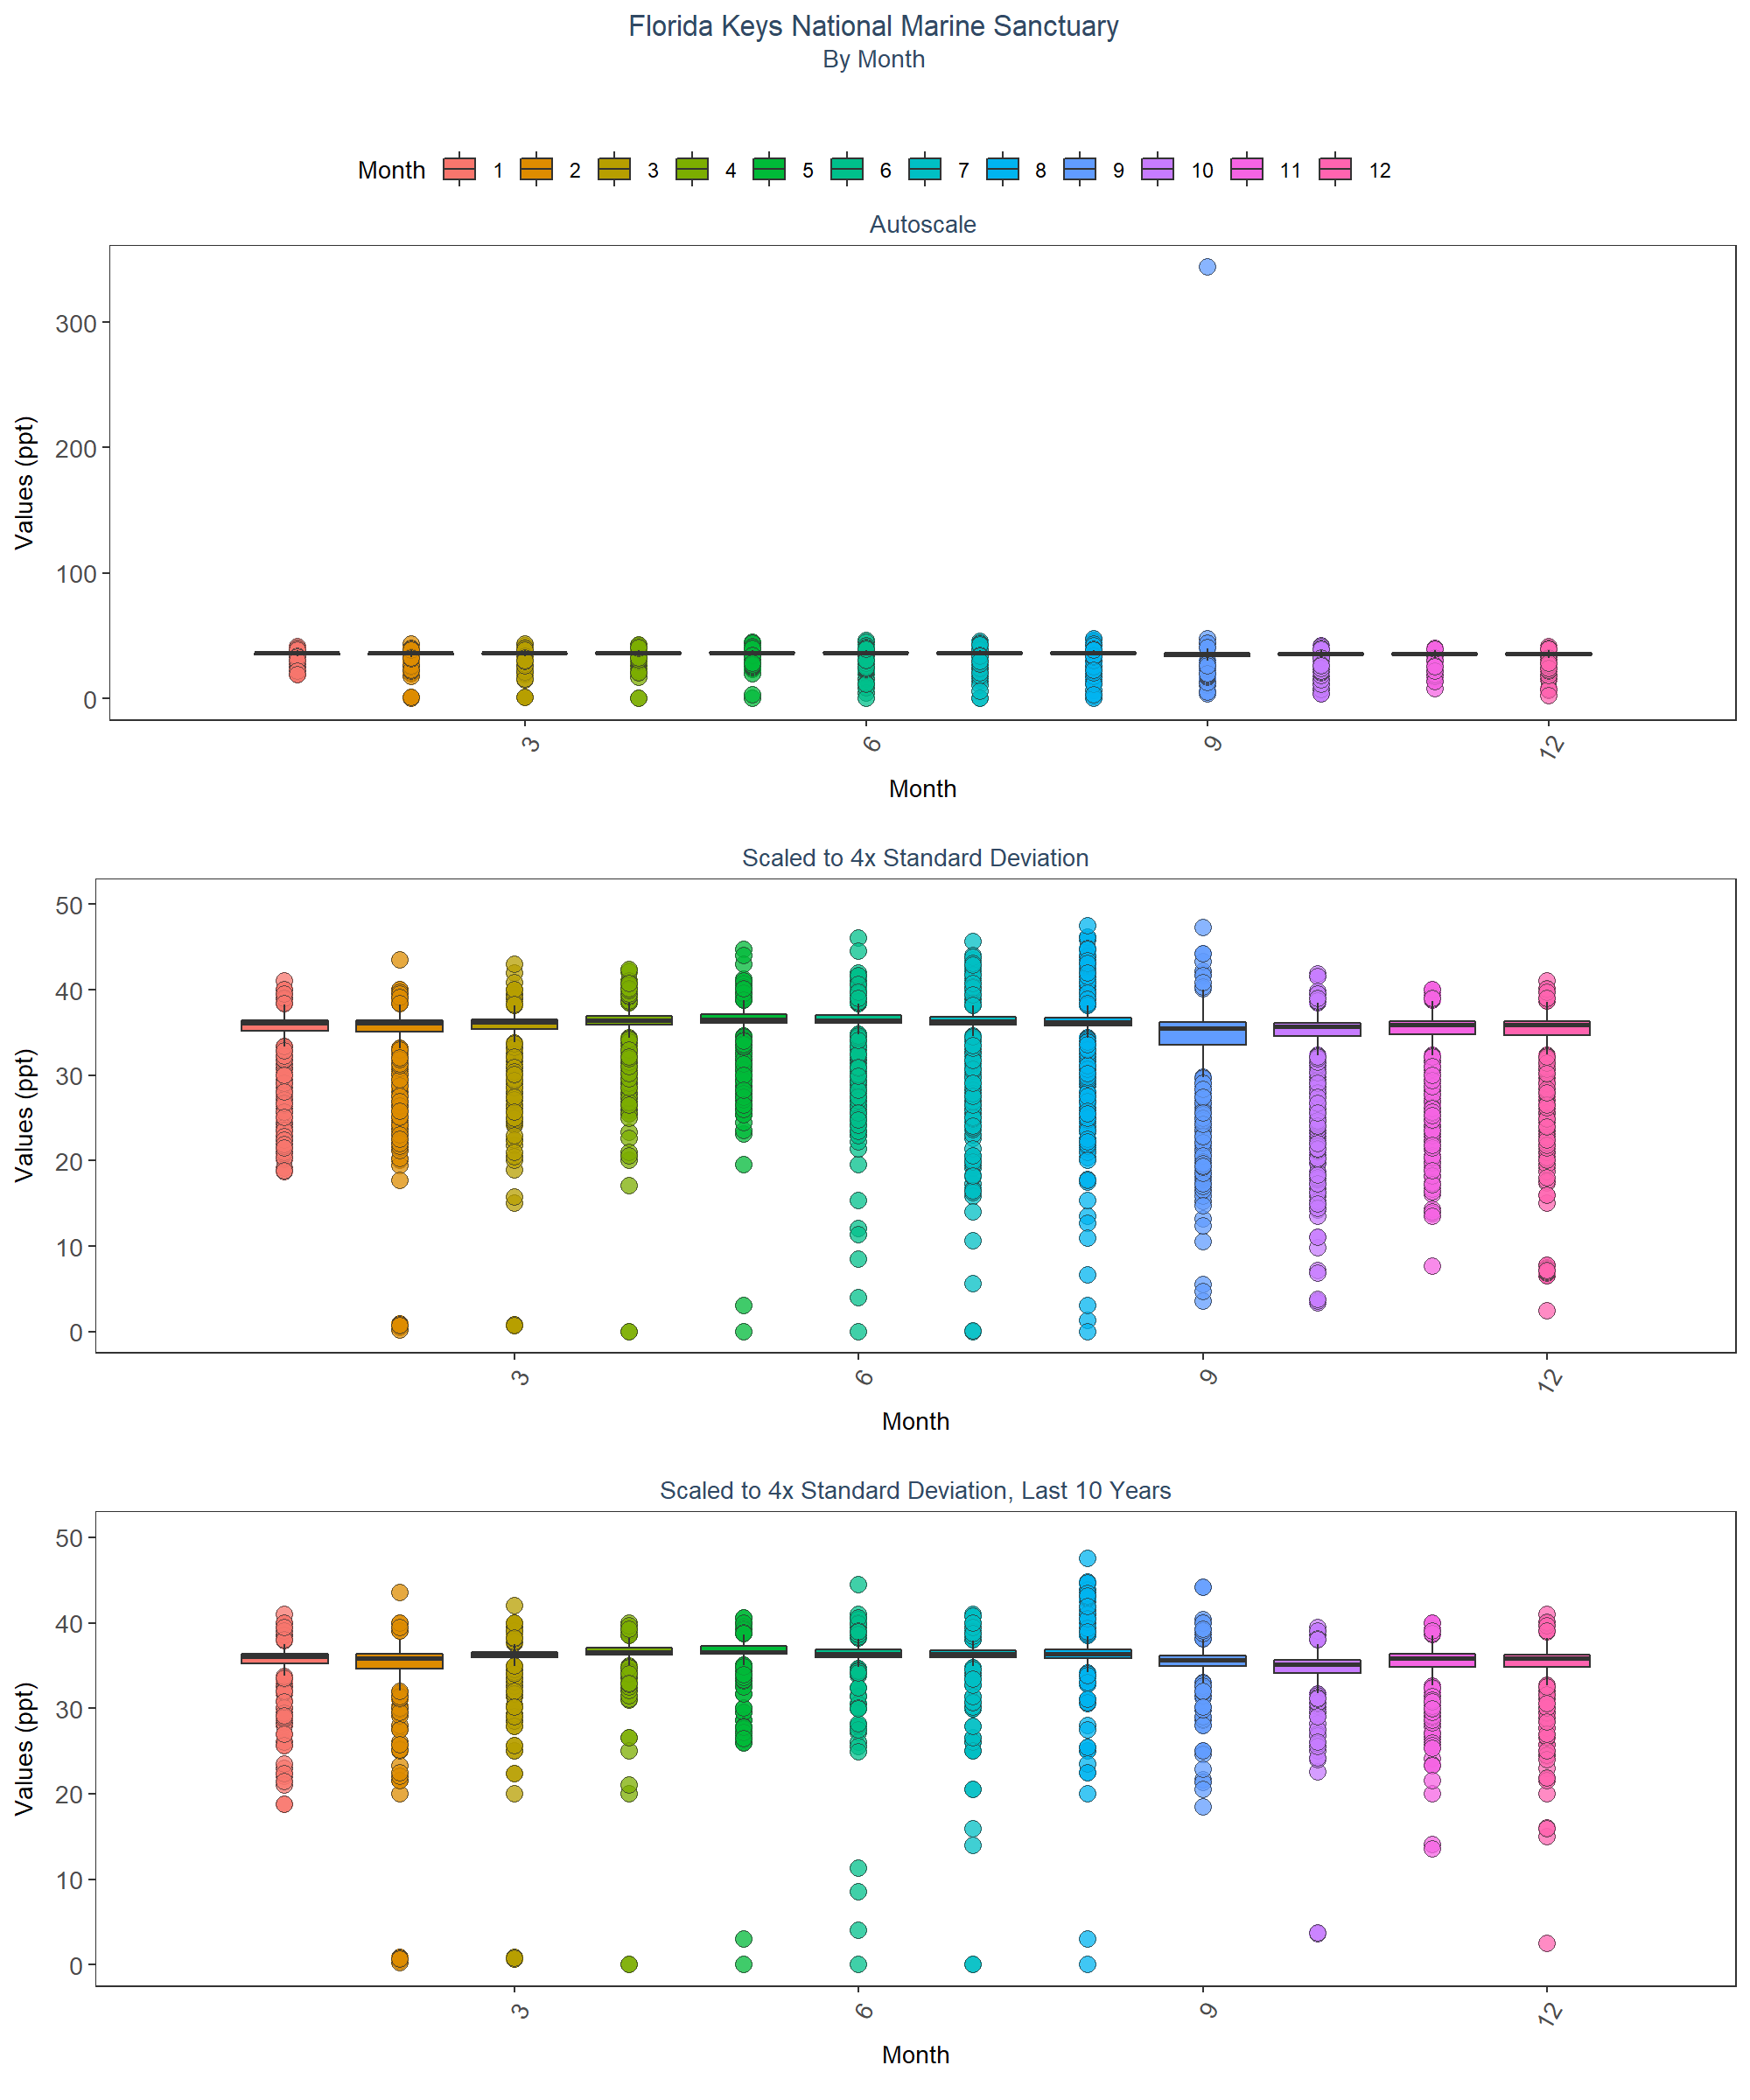 Florida Keys National Marine Sanctuary
By Month
Month 1 2 3 4 5 6 7 8 9 10 11 12
Autoscale
Values (ppt)
300
200
100
0
3 6 9 12
Month
Scaled to 4x Standard Deviation
Values (ppt)
50
40
30
20
10
0
3 6 9 12
Month
Scaled to 4x Standard Deviation, Last 10 Years
Values (ppt)
50
40
30
20
10
0
3 6 9 12
Month